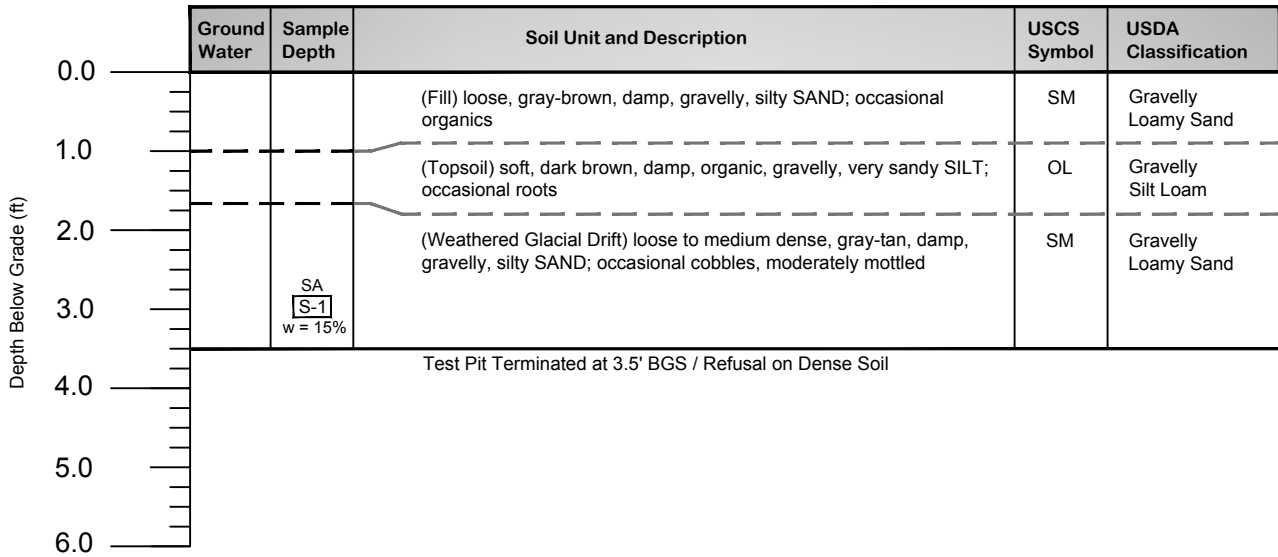 Ground Water
Sample Depth
Soil Unit and Description
USCS Symbol
USDA Classification
0.0
(Fill) loose, gray-brown, damp, gravelly, silty SAND; occasional
organics
SM
Gravelly
Loamy Sand
1.0
(Topsoil) soft, dark brown, damp, organic, gravelly, very sandy SILT;
occasional roots
OL
Gravelly
Silt Loam
2.0
(Weathered Glacial Drift) loose to medium dense, gray-tan, damp,
gravelly, silty SAND; occasional cobbles, moderately mottled
SM
Gravelly
Loamy Sand
SA
S-1
w = 15%
3.0
Test Pit Terminated at 3.5' BGS / Refusal on Dense Soil
4.0
5.0
6.0
Depth Below Grade (ft)